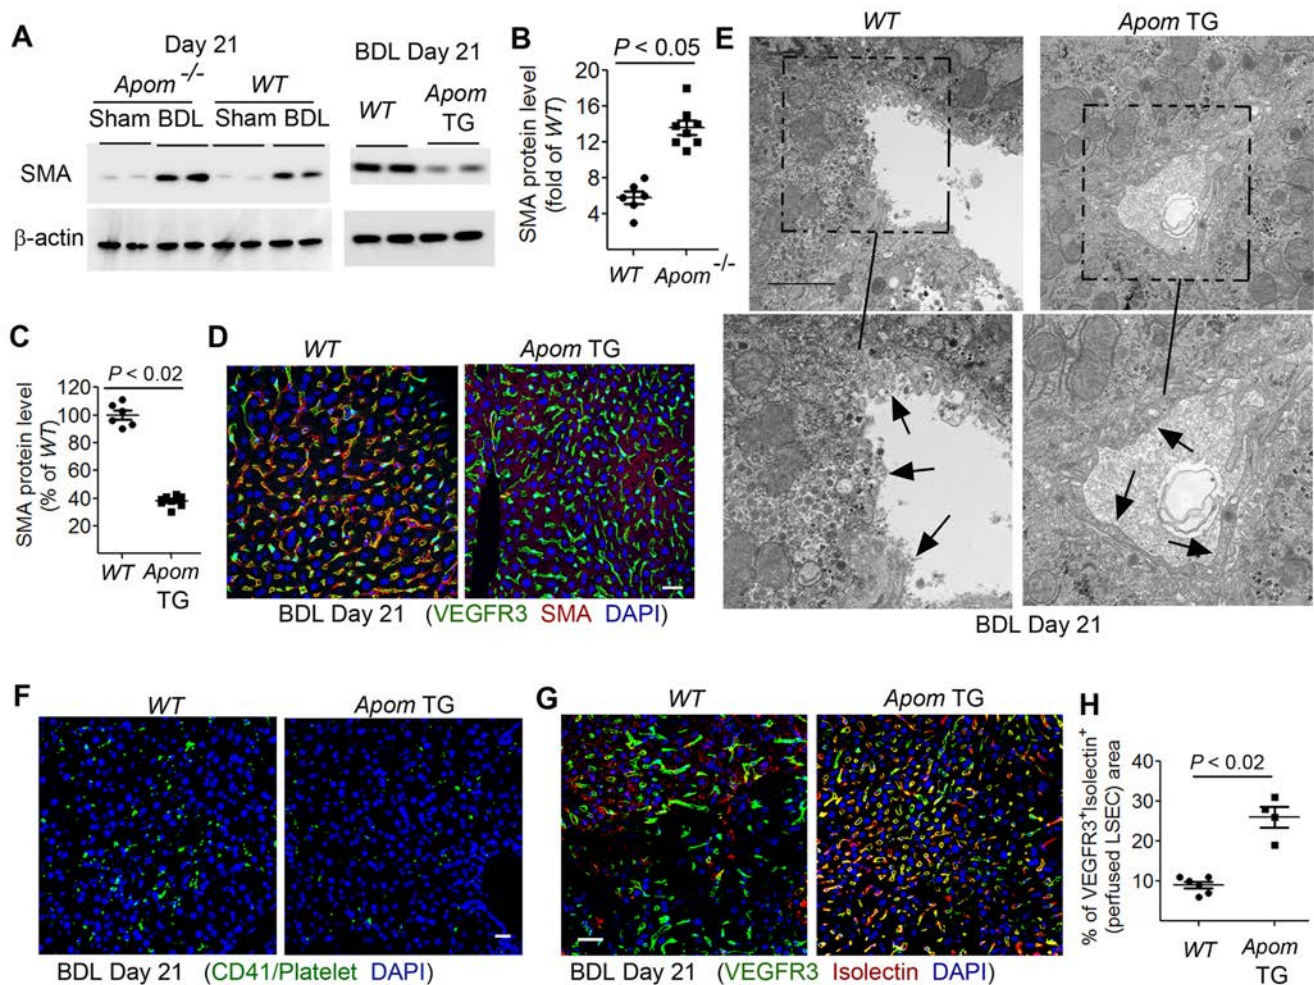 A
Day 21
Apom -/-
WT
Sham BDL Sham BDL
BDL Day 21
WT
Apom
TG
SMA
β-actin
B
P < 0.05
SMA protein level
(fold of WT)
20
16
12
8
4
WT Apom -/-
C
P < 0.02
SMA protein level
(% of WT)
120
100
80
60
40
20
WT Apom
TG
D
WT
Apom TG
BDL Day 21 (VEGFR3 SMA DAPI)
E
WT
Apom TG
BDL Day 21
F
WT
Apom TG
BDL Day 21 (CD41/Platelet DAPI)
G
WT
Apom TG
BDL Day 21 (VEGFR3 Isolectin DAPI)
H
P < 0.02
% of VEGFR3+Isolectin+
(perfused LSEC) area
40
30
20
10
WT Apom
TG